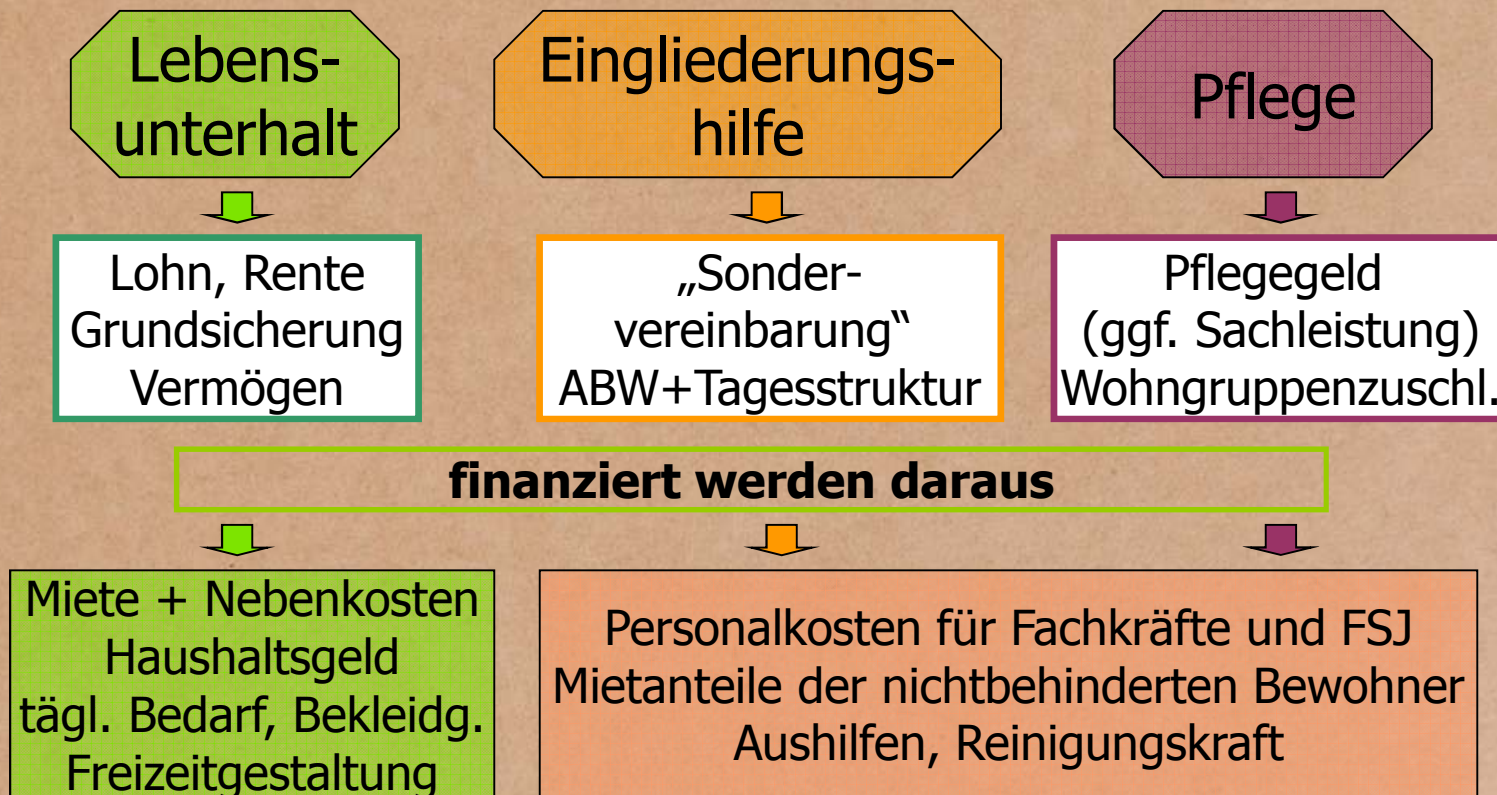 Lebens-
unterhalt
Eingliederungs-
hilfe
Pflege
Lohn, Rente
Grundsicherung
Vermögen
„Sonder-
vereinbarung“
ABW+Tagesstruktur
Pflegegeld
(ggf. Sachleistung)
Wohngruppenzuschl.
finanziert werden daraus
Miete + Nebenkosten
Haushaltsgeld
tägl. Bedarf, Bekleidg.
Freizeitgestaltung
Personalkosten für Fachkräfte und FSJ
Mietanteile der nichtbehinderten Bewohner
Aushilfen, Reinigungskraft